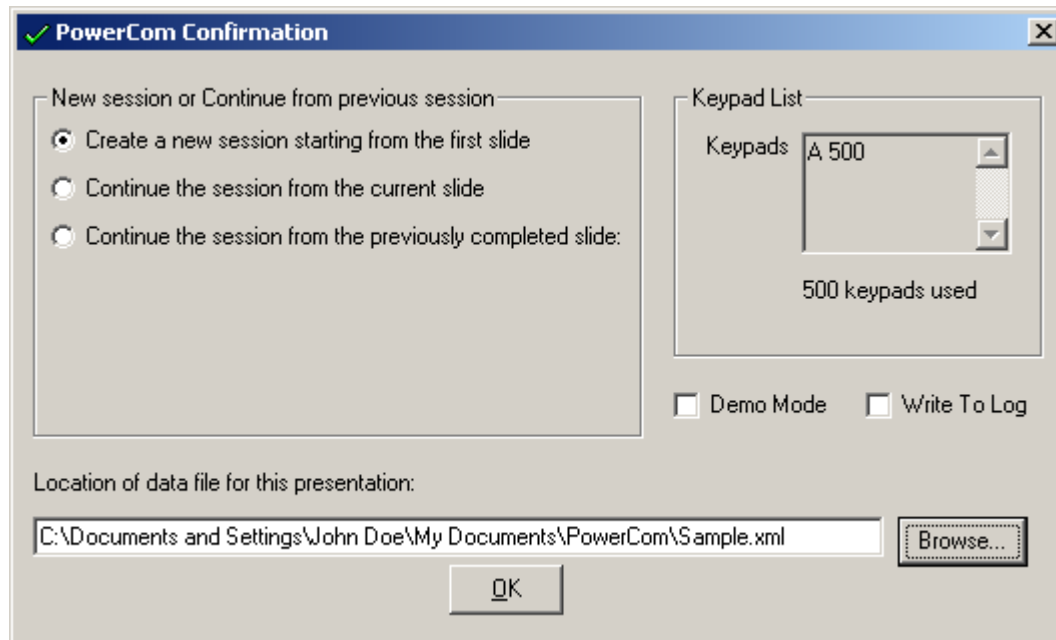 PowerCom Confirmation
New session or Continue from previous session
Create a new session starting from the first slide
Continue the session from the current slide
Continue the session from the previously completed slide:
Keypad List
Keypads
A 500
500 keypads used
Demo Mode
Write To Log
Location of data file for this presentation:
C:\Documents and Settings\John Doe\My Documents\PowerCom\Sample.xml
Browse...
OK